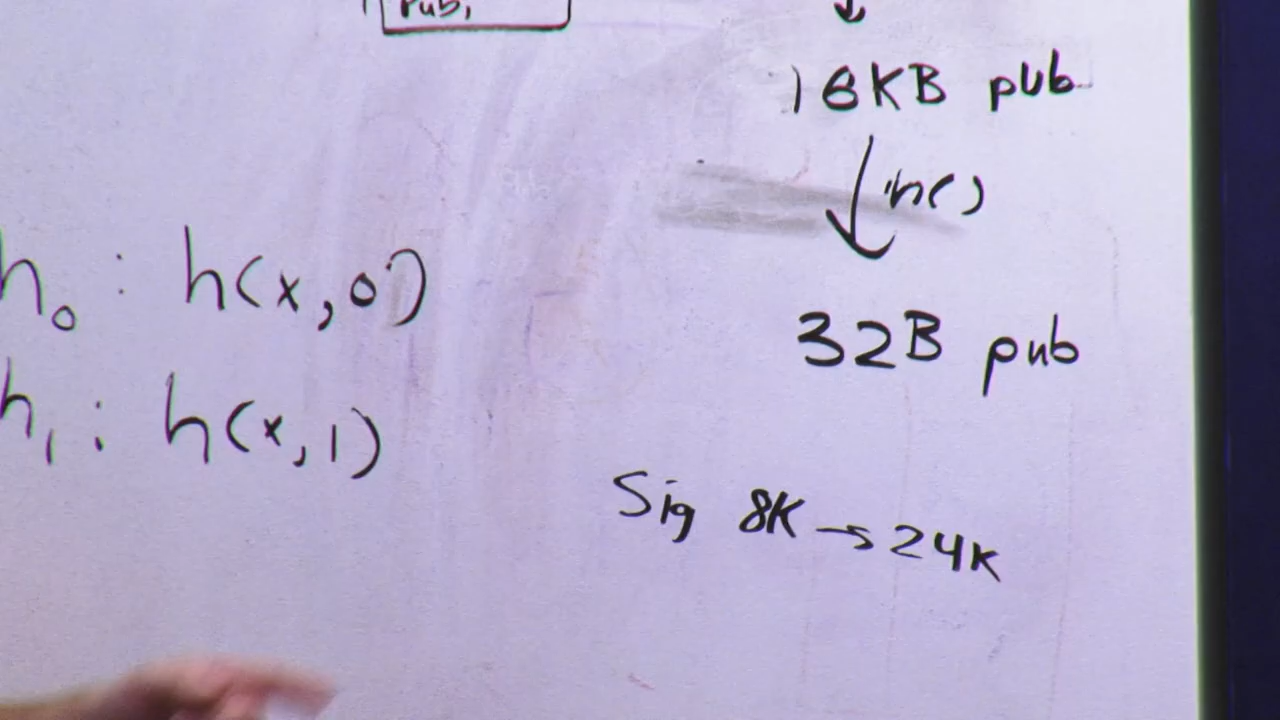 pub,
16KB pub
h()
32B pub
h0 : h(x,0)
h1 : h(x,1)
Sig 8K → 24K